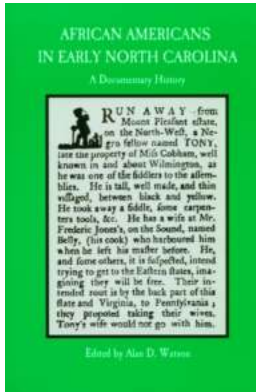 AFRICAN AMERICANS
IN EARLY NORTH CAROLINA
A Documentary History
RUN AWAY from
Mount Pleaſant eſtate,
on the North-Weſt, a Ne-
gro fellow named TONY,
late the property of Miſs Cobham, well
known in and about Wilmington, as
he was one of the fiddlers to the aſſem-
blies. He is tall, well made, and thin
viſaged, between black and yellow.
He took away a fiddle, ſome carpen-
ters tools, &c. He has a wife at Mr.
Frederic Jones's, on the Sound, named
Belly, (his cook) who harboured him
when he left his maſter before. He,
and ſome others, it is ſuſpected, intend
trying to get to the Eaſtern ſtates, ima-
gining they will be free. Their in-
tended rout is by the back part of this
ſtate and Virginia, to Pennſylvania ;
they propoſed taking their wives,
Tony's wife would not go with him.
Edited by Alan D. Watson